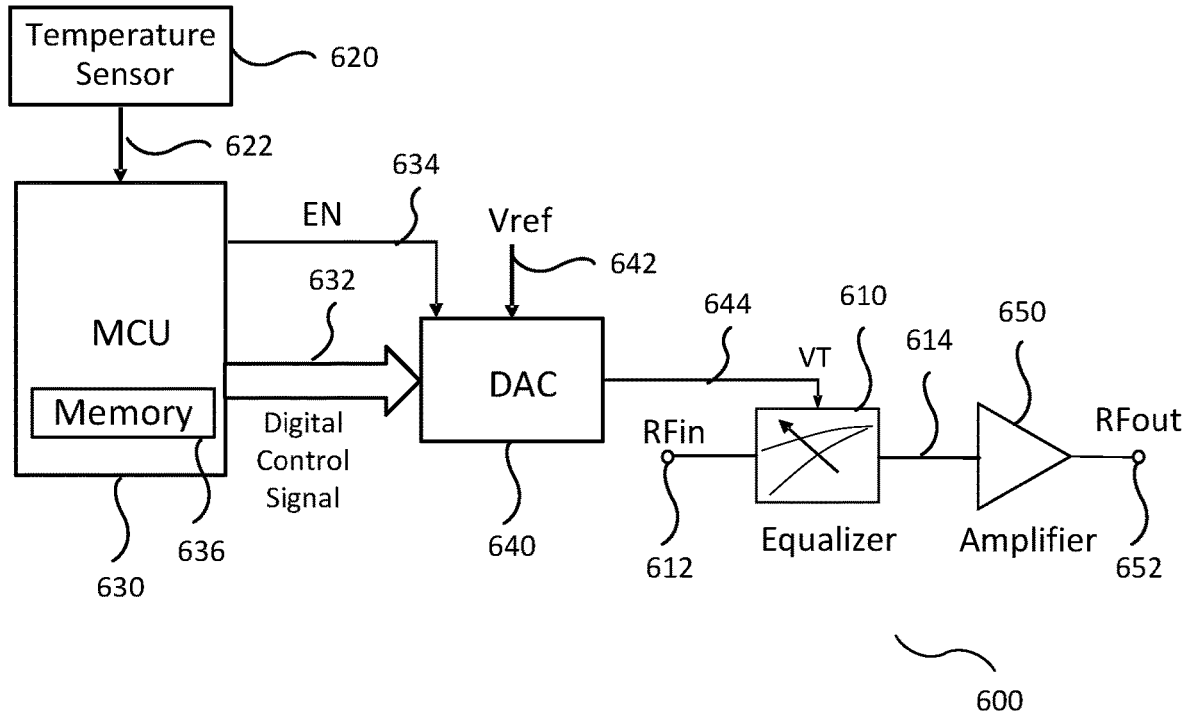 Temperature
Sensor
620
622
634
EN
Vref
642
632
644
610
650
MCU
614
VT
DAC
Memory
RFin
RFout
Digital
Control
Signal
Equalizer
Amplifier
636
640
612
652
630
600